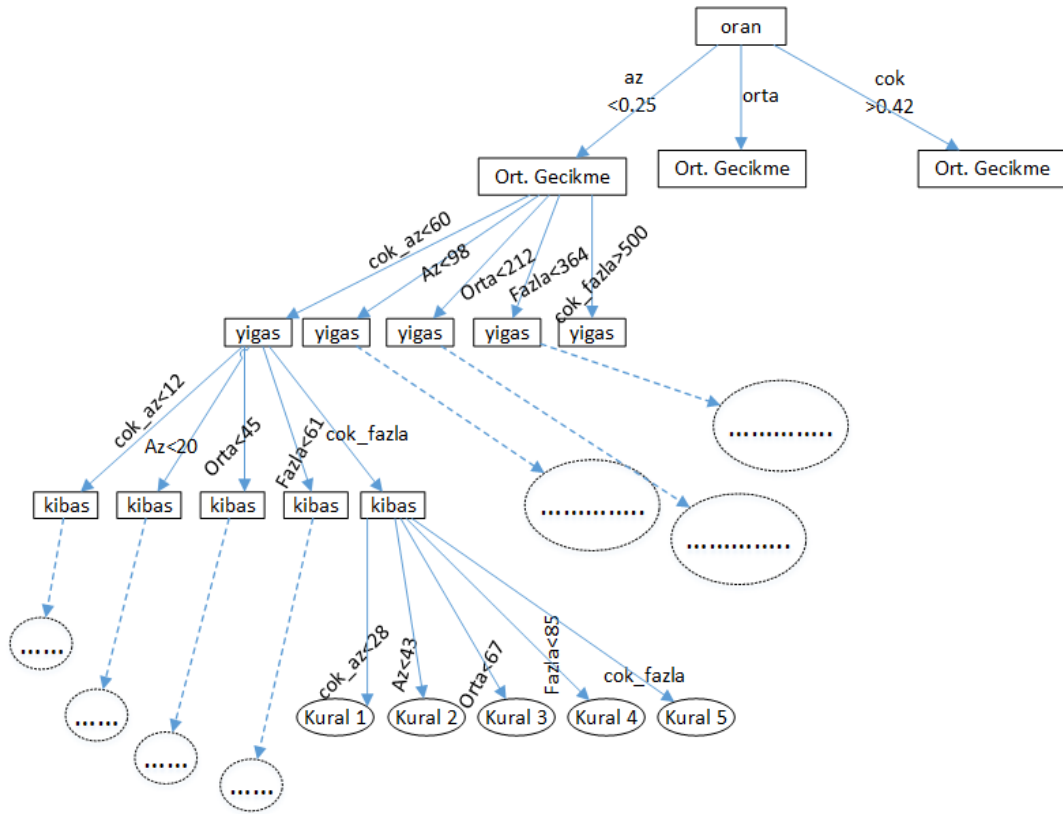 oran
az
<0.25
orta
cok
>0.42
Ort. Gecikme
Ort. Gecikme
Ort. Gecikme
cok_az<60
Az<98
Orta<212
Fazla<364
cok_fazla>500
yigas
yigas
yigas
yigas
yigas
cok_az<12
Az<20
Orta<45
Fazla<61
cok_fazla
…………..
kibas
kibas
kibas
kibas
kibas
…………..
…………..
……
……
……
……
cok_az<28
Az<43
Orta<67
Fazla<85
cok_fazla
Kural 1
Kural 2
Kural 3
Kural 4
Kural 5